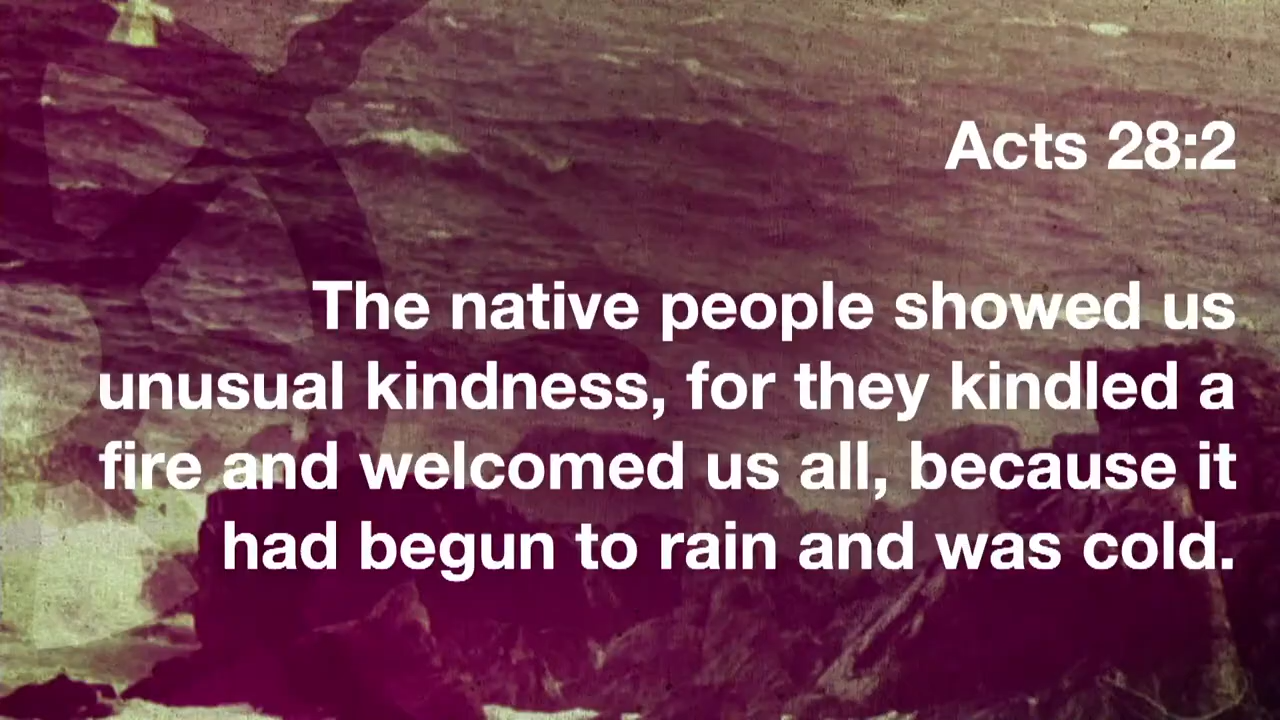 Acts 28:2
The native people showed us
unusual kindness, for they kindled a
fire and welcomed us all, because it
had begun to rain and was cold.